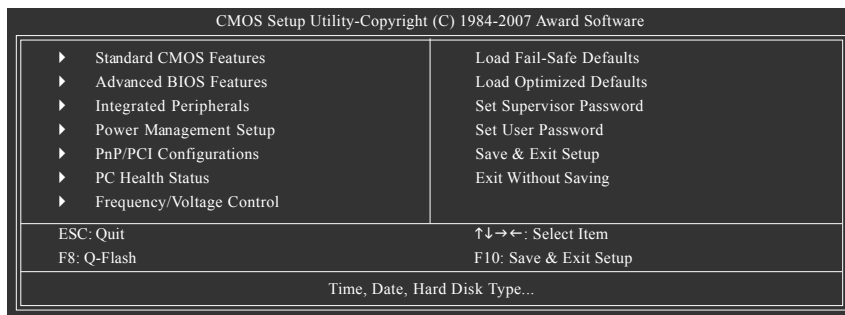 CMOS Setup Utility-Copyright (C) 1984-2007 Award Software
Standard CMOS Features
Advanced BIOS Features
Integrated Peripherals
Power Management Setup
PnP/PCI Configurations
PC Health Status
Frequency/Voltage Control
Load Fail-Safe Defaults
Load Optimized Defaults
Set Supervisor Password
Set User Password
Save & Exit Setup
Exit Without Saving
ESC: Quit
↑↓→←: Select Item
F8: Q-Flash
F10: Save & Exit Setup
Time, Date, Hard Disk Type...